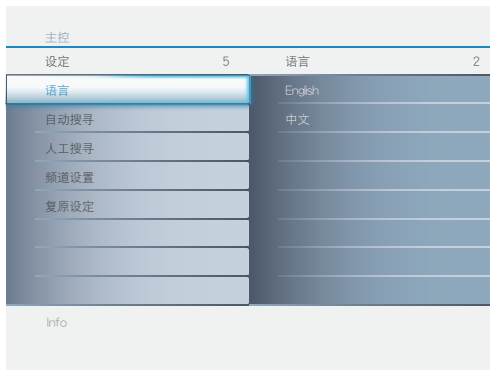 主控
设定 5 语言 2
语言 English
自动搜寻 中文
人工搜寻
频道设置
复原设定
Info